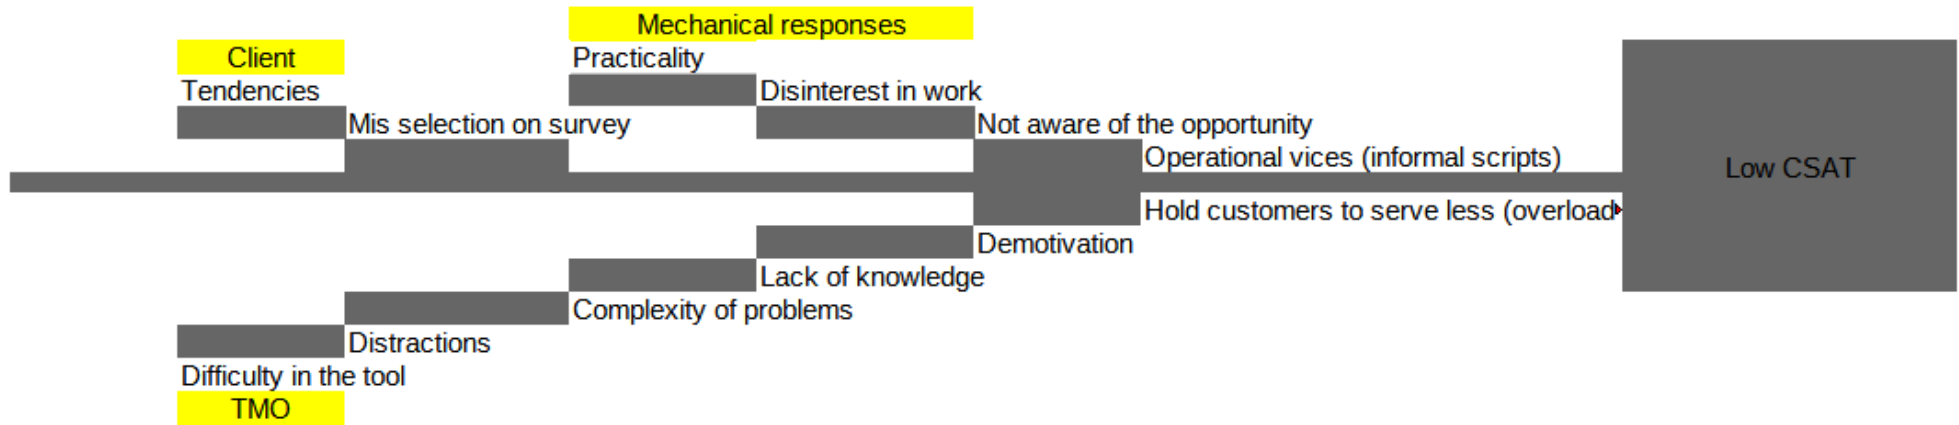 Mechanical responses
Client
Practicality
Tendencies
Disinterest in work
Mis selection on survey
Not aware of the opportunity
Operational vices (informal scripts)
Low CSAT
Hold customers to serve less (overload
Demotivation
Lack of knowledge
Complexity of problems
Distractions
Difficulty in the tool
TMO